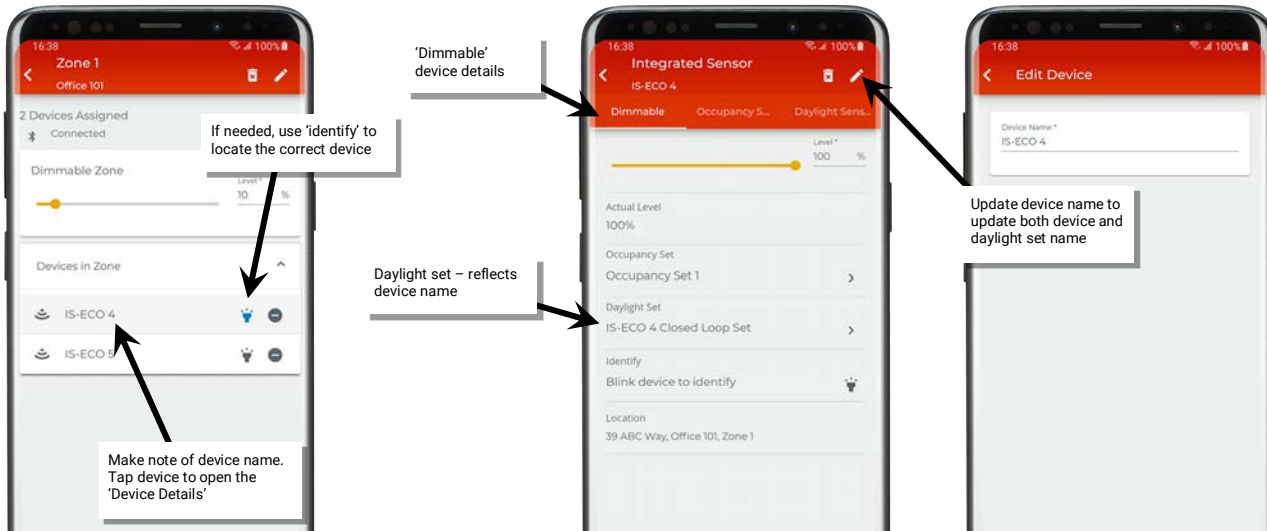 16:38
100%
Zone 1
Office 101
2 Devices Assigned
Connected
If needed, use ‘identify’ to
locate the correct device
Dimmable Zone
Level *
10 %
Devices in Zone
IS-ECO 4
IS-ECO 5
Make note of device name.
Tap device to open the
‘Device Details’
‘Dimmable’
device details
Daylight set – reflects
device name
16:38
100%
Integrated Sensor
IS-ECO 4
Dimmable Occupancy S... Daylight Sens...
Level *
100 %
Actual Level
100%
Occupancy Set
Occupancy Set 1
Daylight Set
IS-ECO 4 Closed Loop Set
Identify
Blink device to identify
Location
39 ABC Way, Office 101, Zone 1
Update device name to
update both device and
daylight set name
16:38
100%
Edit Device
Device Name *
IS-ECO 4